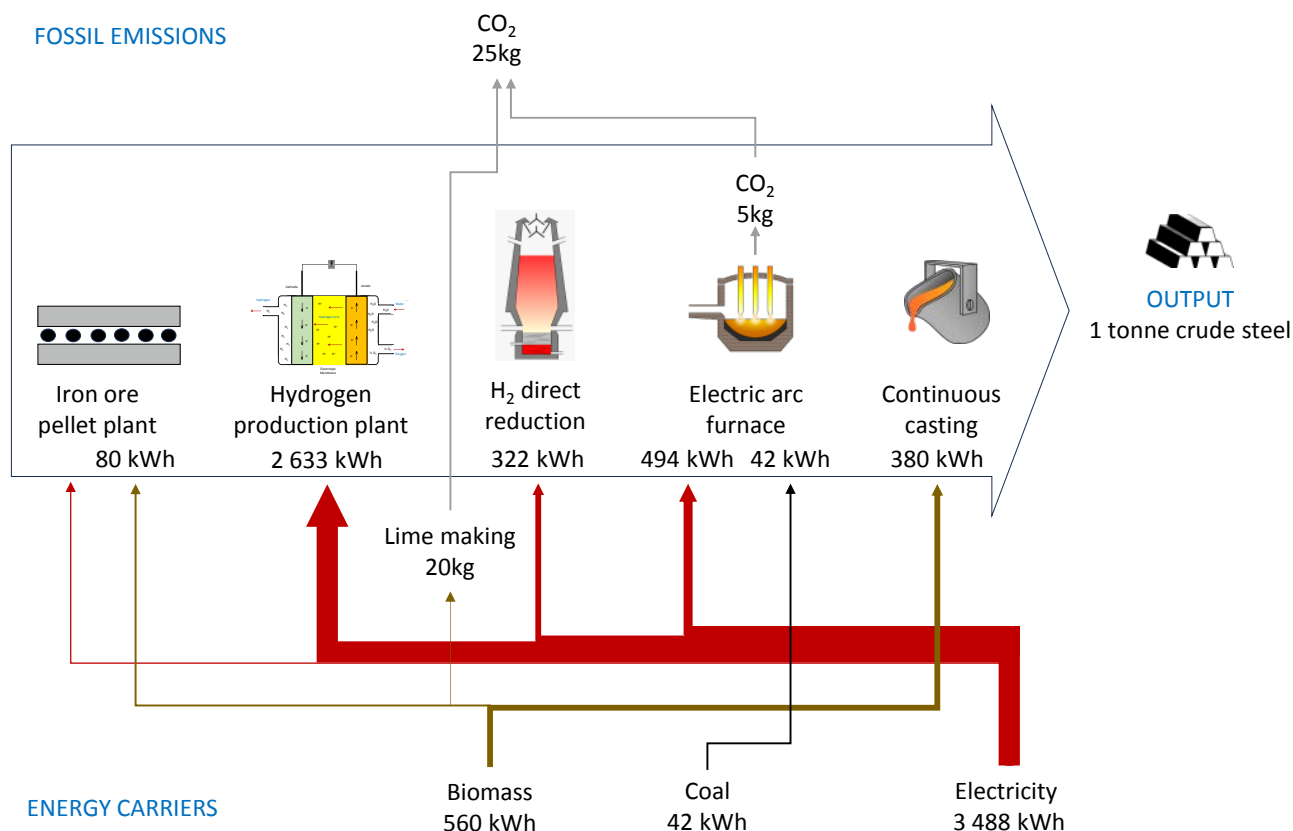 FOSSIL EMISSIONS
CO₂
25kg
CO₂
5kg
OUTPUT
1 tonne crude steel
Iron ore
pellet plant
80 kWh
Hydrogen
production plant
2 633 kWh
H₂ direct
reduction
322 kWh
Electric arc
furnace
494 kWh
42 kWh
Continuous
casting
380 kWh
Lime making
20kg
Biomass
560 kWh
Coal
42 kWh
Electricity
3 488 kWh
ENERGY CARRIERS